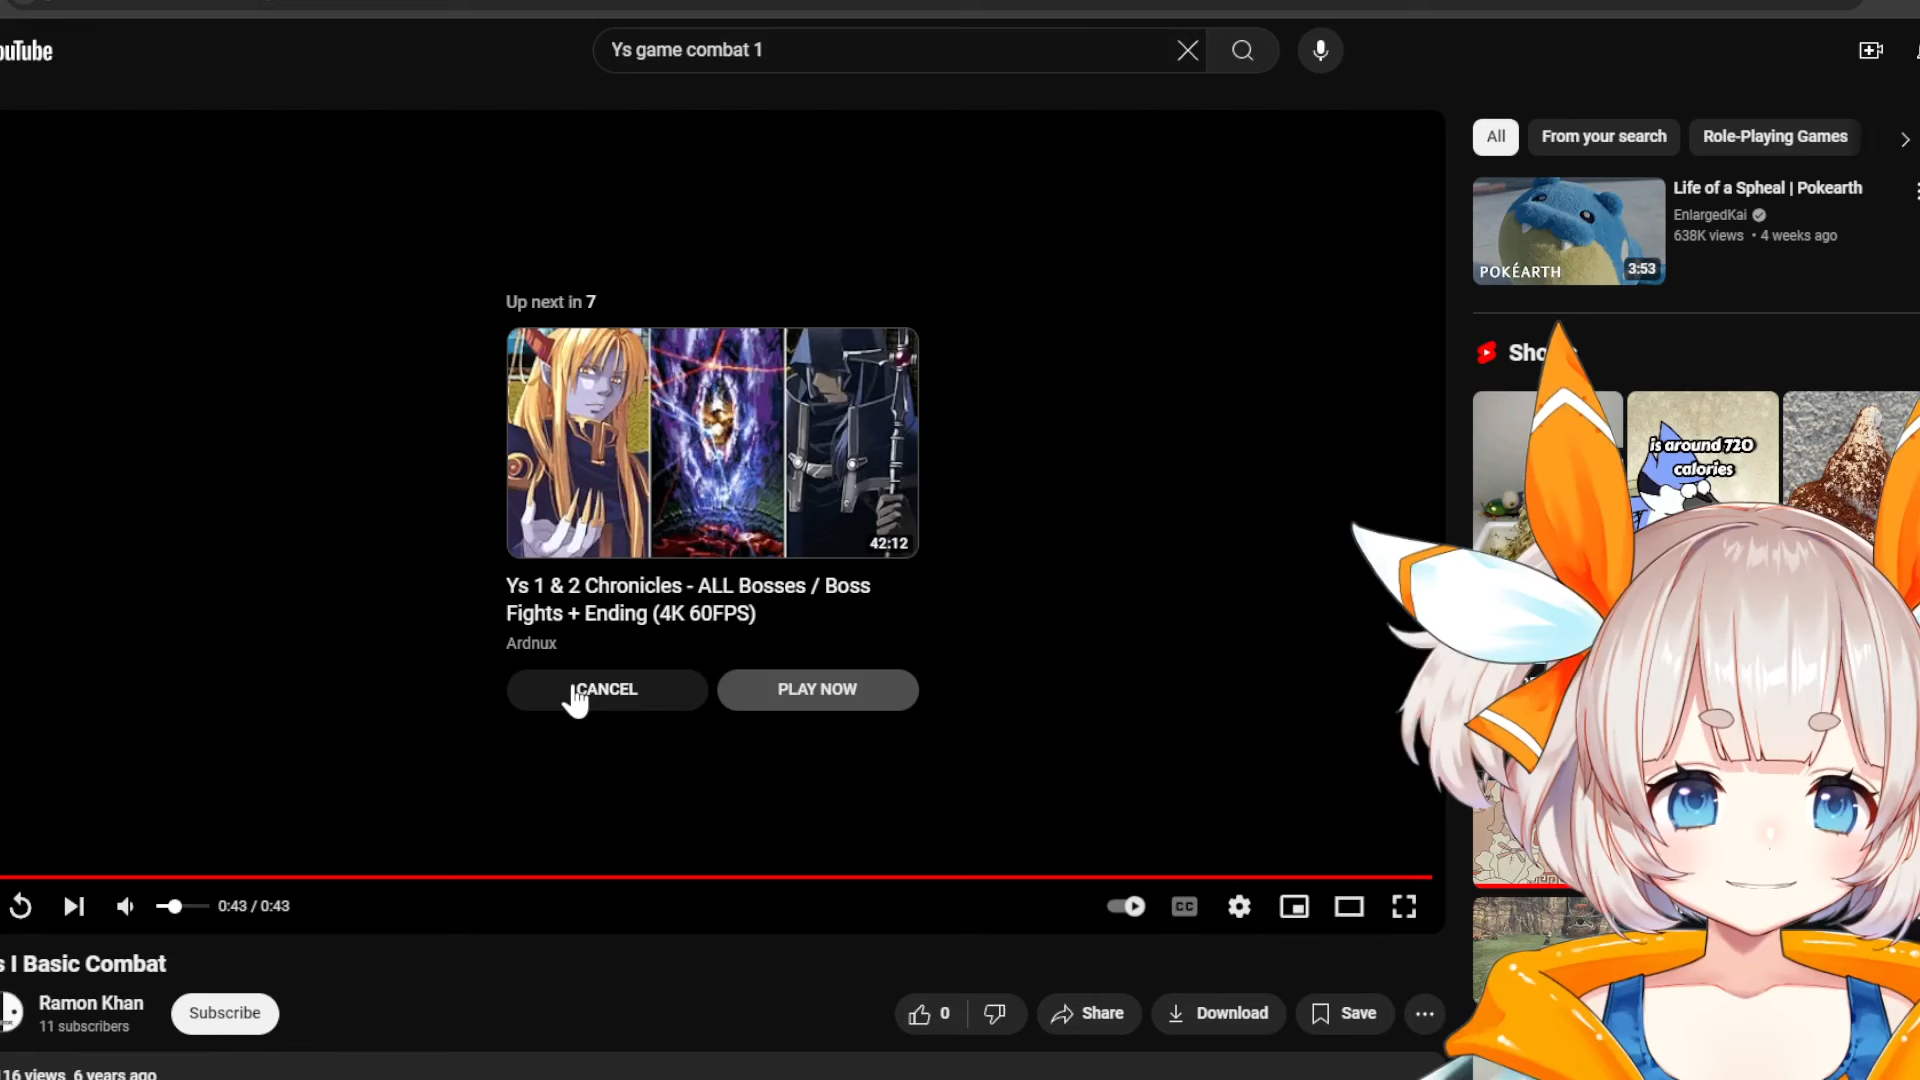 ouTube
Ys game combat 1
All
From your search
Role-Playing Games
Life of a Spheal | Pokearth
EnlargedKai
638K views • 4 weeks ago
POKÉARTH
3:53
Up next in 7
42:12
Ys 1 & 2 Chronicles - ALL Bosses / Boss
Fights + Ending (4K 60FPS)
Ardnux
CANCEL
PLAY NOW
Sho
is around 720
calories
0:43 / 0:43
CC
s I Basic Combat
Ramon Khan
11 subscribers
Subscribe
0
Share
Download
Save
16 views 6 years ago